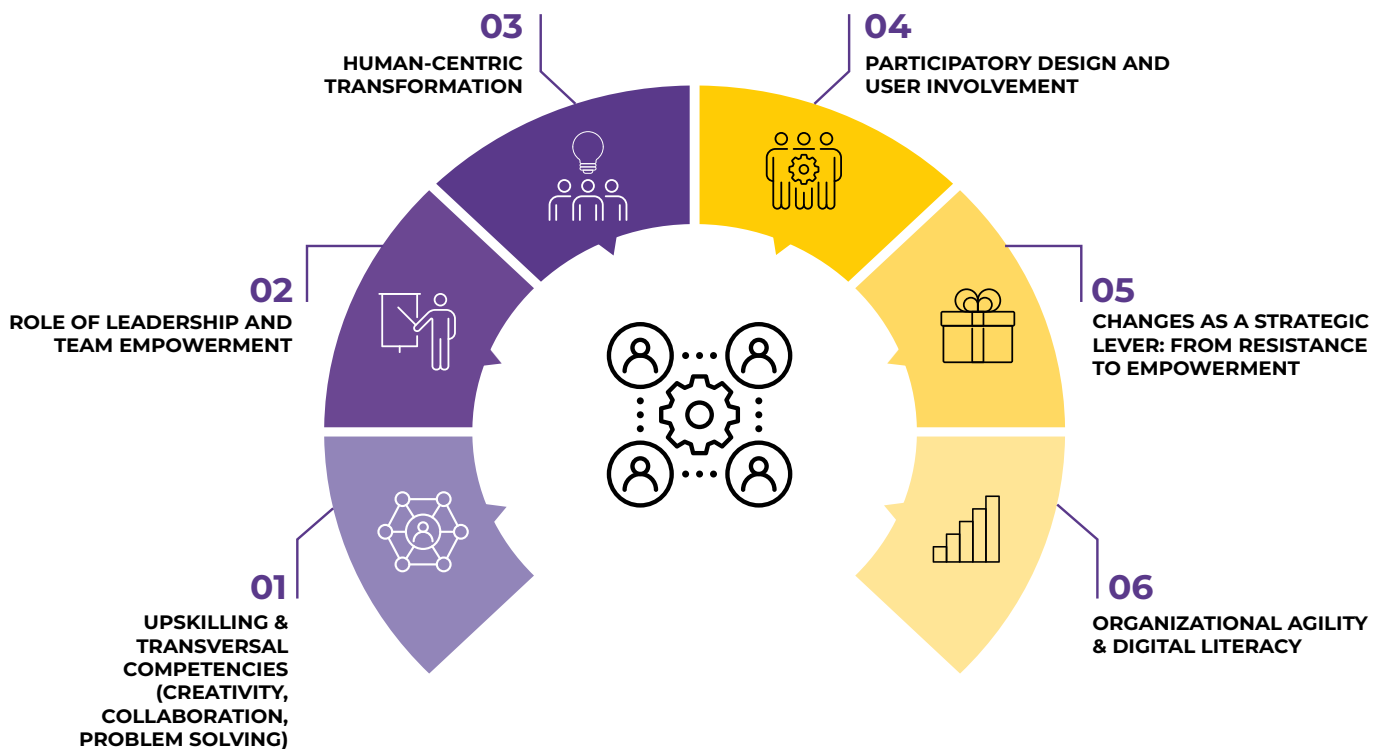 03
HUMAN-CENTRIC
TRANSFORMATION
04
PARTICIPATORY DESIGN AND
USER INVOLVEMENT
02
ROLE OF LEADERSHIP AND
TEAM EMPOWERMENT
05
CHANGES AS A STRATEGIC
LEVER: FROM RESISTANCE
TO EMPOWERMENT
01
UPSKILLING &
TRANSVERSAL
COMPETENCIES
(CREATIVITY,
COLLABORATION,
PROBLEM SOLVING)
06
ORGANIZATIONAL AGILITY
& DIGITAL LITERACY